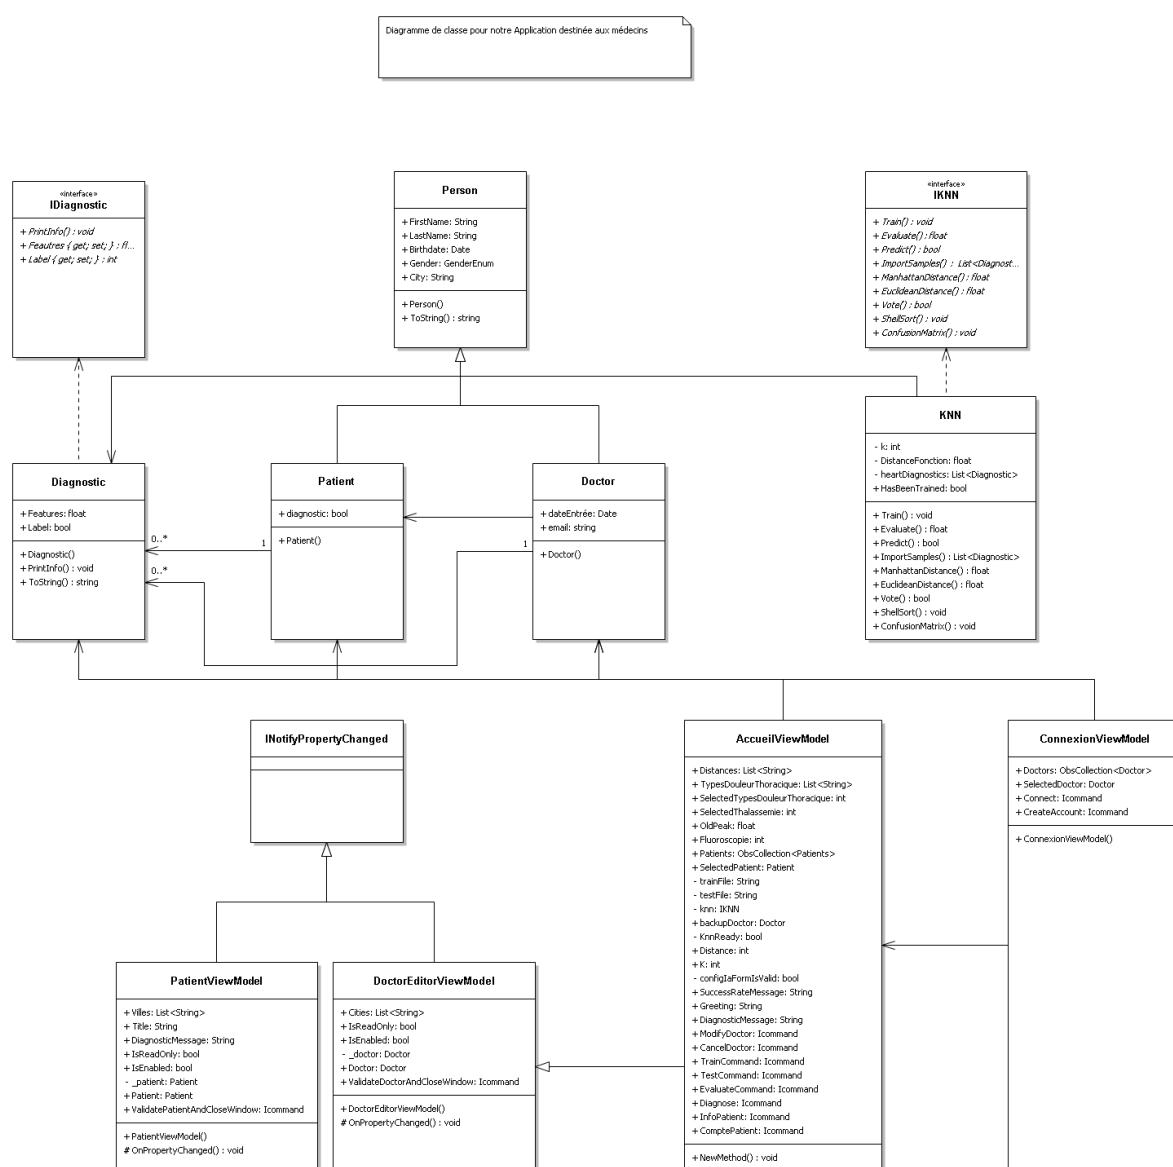 Diagramme de classe pour notre Application destinée aux médecins
«interface»
IDiagnostic
+ PrintInfo() : void
+ Feautres { get; set; } : fl...
+ Label { get; set; } : int
Person
+ FirstName: String
+ LastName: String
+ Birthdate: Date
+ Gender: GenderEnum
+ City: String
+ Person()
+ ToString() : string
«interface»
IKNN
+ Train() : void
+ Evaluate() : float
+ Predict() : bool
+ ImportSamples() : List<Diagnost...
+ ManhattanDistance() : float
+ EuclideanDistance() : float
+ Vote() : bool
+ ShellSort() : void
+ ConfusionMatrix() : void
KNN
- k: int
- DistanceFonction: float
- heartDiagnostics: List<Diagnostic>
+ HasBeenTrained: bool
+ Train() : void
+ Evaluate() : float
+ Predict() : bool
+ ImportSamples() : List<Diagnostic>
+ ManhattanDistance() : float
+ EuclideanDistance() : float
+ Vote() : bool
+ ShellSort() : void
+ ConfusionMatrix() : void
Diagnostic
+ Features: float
+ Label: bool
+ Diagnostic()
+ PrintInfo() : void
+ ToString() : string
0..*
1
0..*
Patient
+ diagnostic: bool
+ Patient()
1
Doctor
+ dateEntrée: Date
+ email: string
+ Doctor()
INotifyPropertyChanged
AccueilViewModel
+ Distances: List<String>
+ TypesDouleurThoracique: List<String>
+ SelectedTypesDouleurThoracique: int
+ SelectedThalassemie: int
+ OldPeak: float
+ Fluoroscopie: int
+ Patients: ObsCollection<Patients>
+ SelectedPatient: Patient
- trainFile: String
- testFile: String
- knn: IKNN
+ backupDoctor: Doctor
- KnnReady: bool
+ Distance: int
+ K: int
- configIaFormIsValid: bool
+ SuccessRateMessage: String
+ Greeting: String
+ DiagnosticMessage: String
+ ModifyDoctor: Icommand
+ CancelDoctor: Icommand
+ TrainCommand: Icommand
+ TestCommand: Icommand
+ EvaluateCommand: Icommand
+ Diagnose: Icommand
+ InfoPatient: Icommand
+ ComptePatient: Icommand
+ NewMethod() : void
ConnexionViewModel
+ Doctors: ObsCollection<Doctor>
+ SelectedDoctor: Doctor
+ Connect: Icommand
+ CreateAccount: Icommand
+ ConnexionViewModel()
PatientViewModel
+ Villes: List<String>
+ Title: String
+ DiagnosticMessage: String
+ IsReadOnly: bool
+ IsEnabled: bool
- _patient: Patient
+ Patient: Patient
+ ValidatePatientAndCloseWindow: Icommand
+ PatientViewModel()
# OnPropertyChanged() : void
DoctorEditorViewModel
+ Cities: List<String>
+ IsReadOnly: bool
+ IsEnabled: bool
- _doctor: Doctor
+ Doctor: Doctor
+ ValidateDoctorAndCloseWindow: Icommand
+ DoctorEditorViewModel()
# OnPropertyChanged() : void